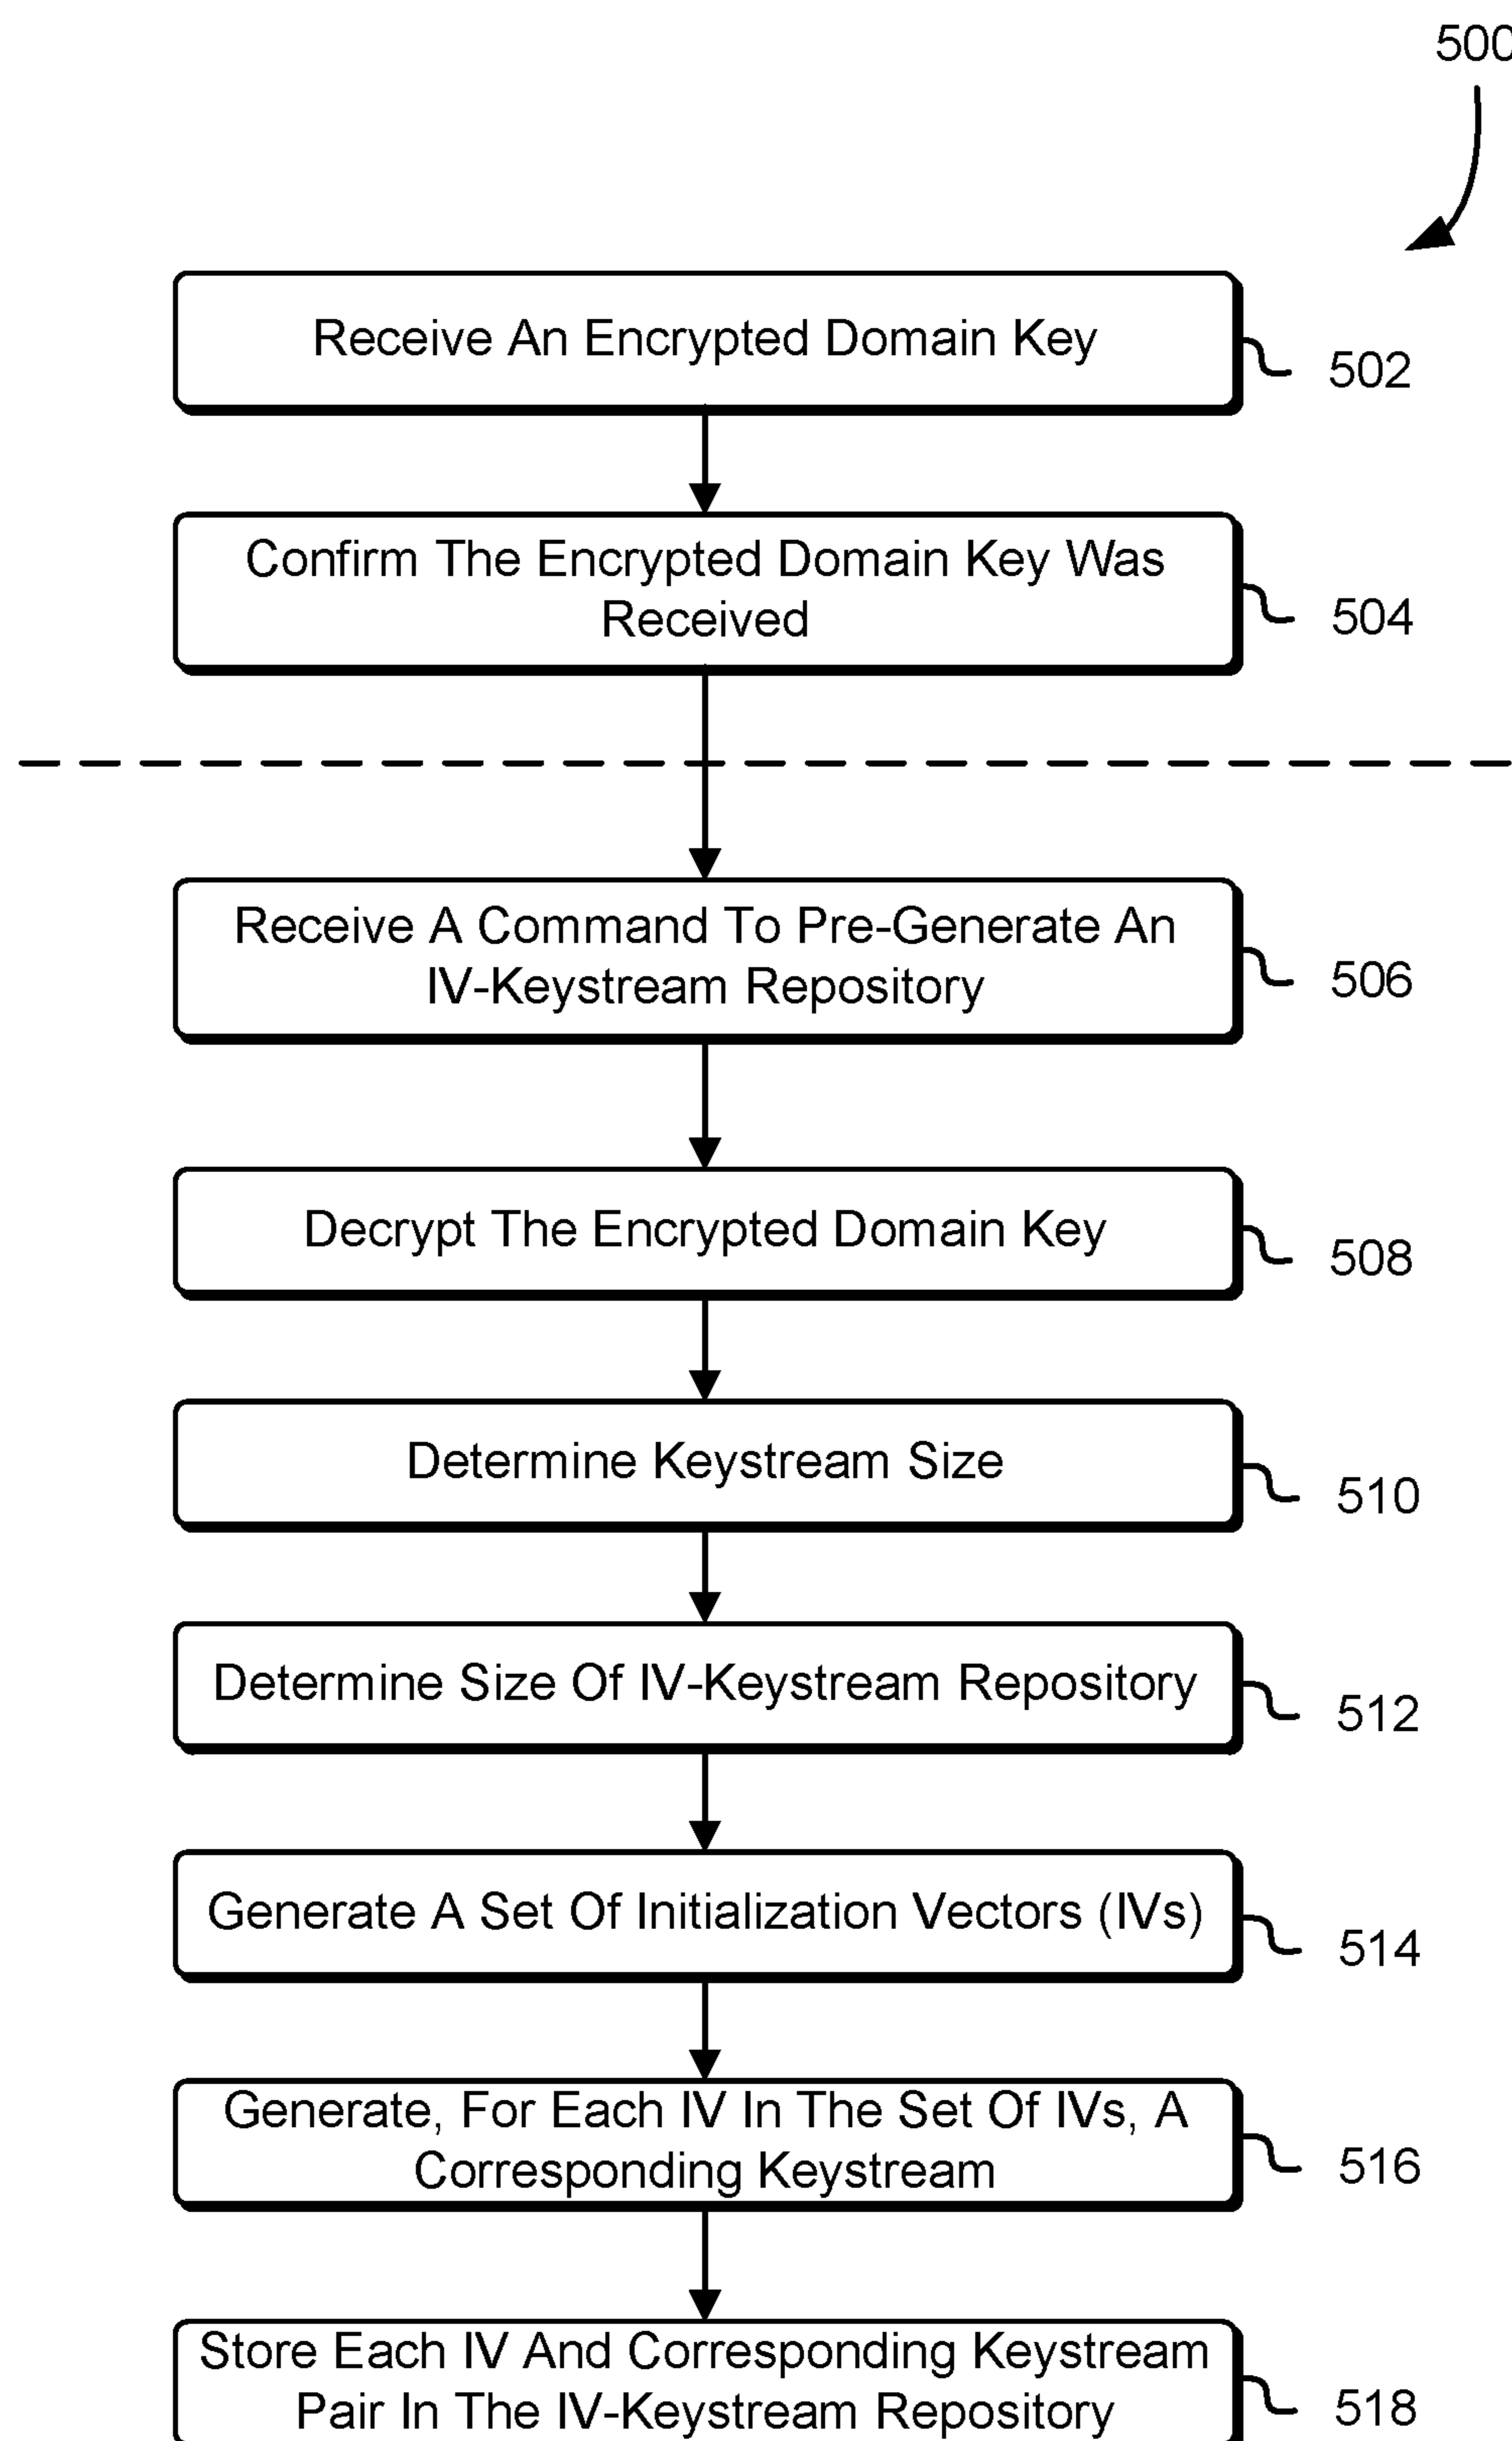 500
Receive An Encrypted Domain Key
502
Confirm The Encrypted Domain Key Was
Received
504
Receive A Command To Pre-Generate An
IV-Keystream Repository
506
Decrypt The Encrypted Domain Key
508
Determine Keystream Size
510
Determine Size Of IV-Keystream Repository
512
Generate A Set Of Initialization Vectors (IVs)
514
Generate, For Each IV In The Set Of IVs, A
Corresponding Keystream
516
Store Each IV And Corresponding Keystream
Pair In The IV-Keystream Repository
518